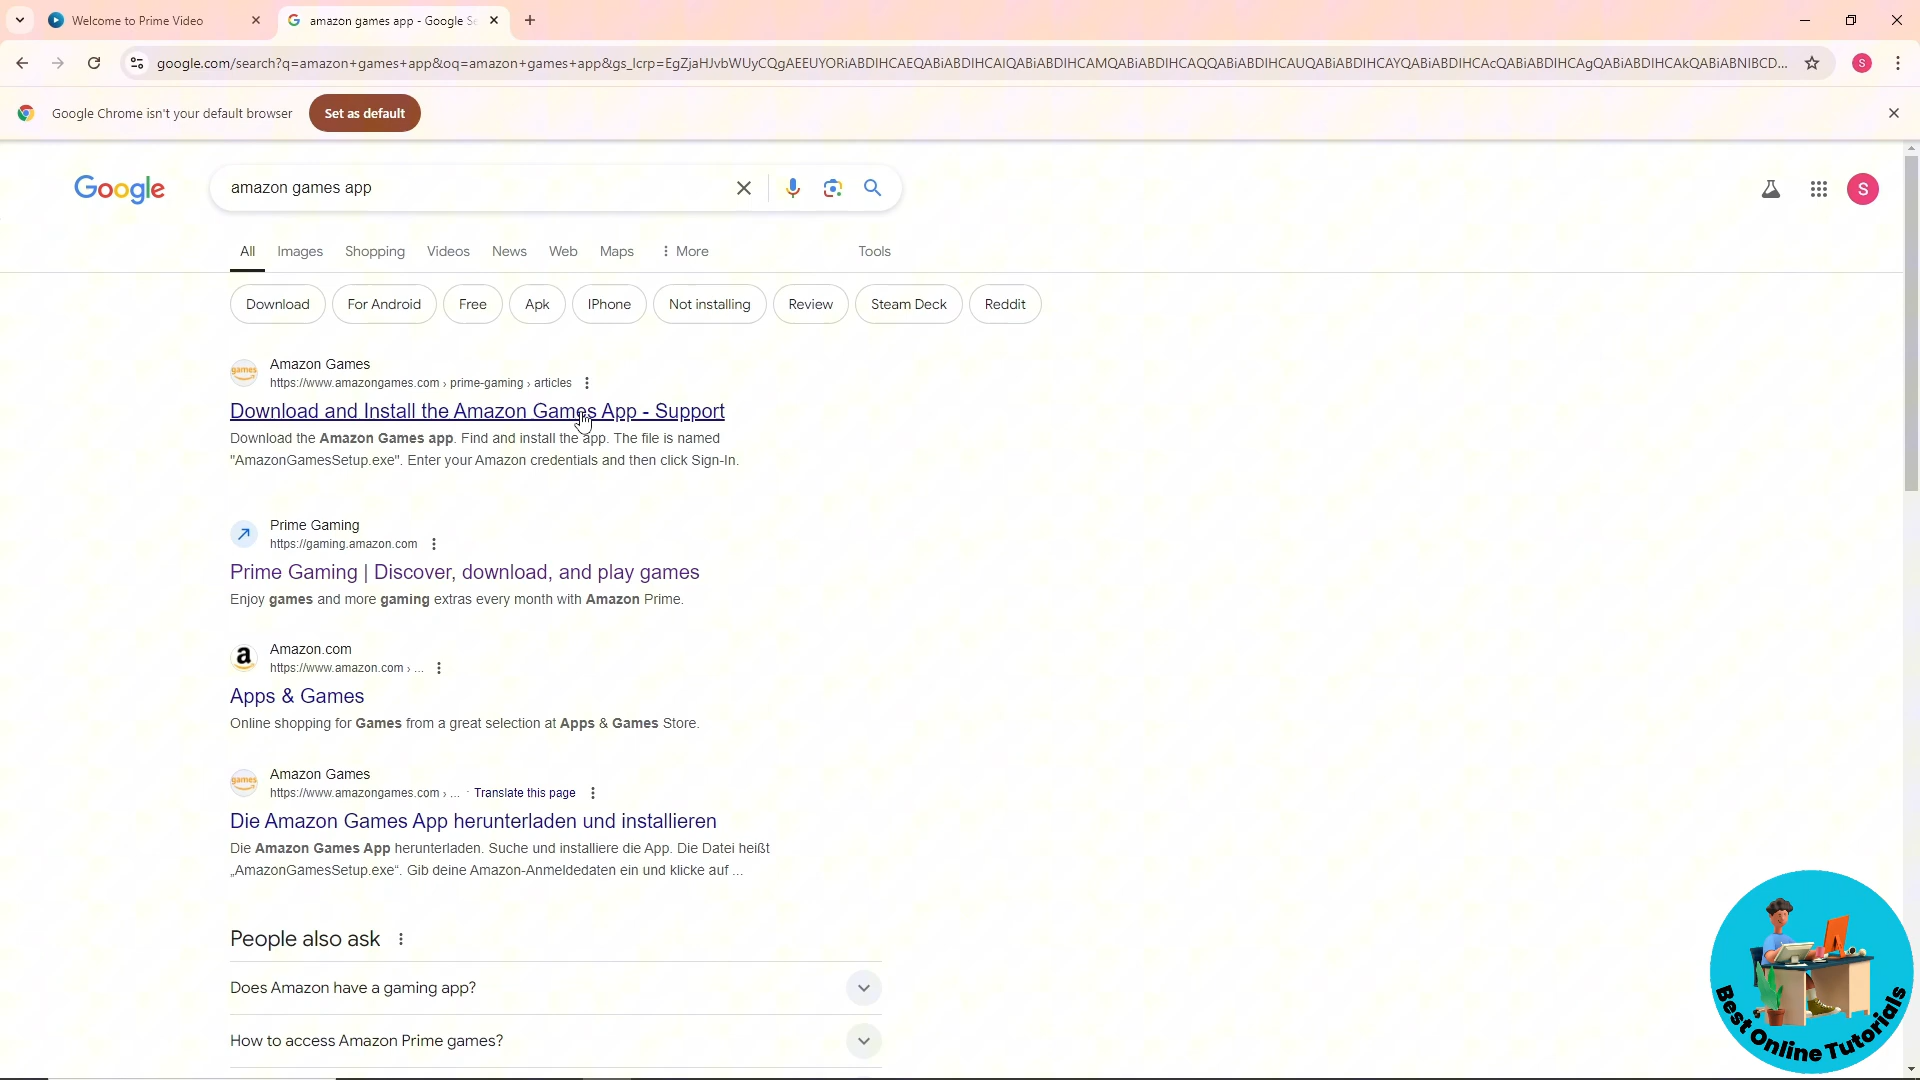 Welcome to Prime Video
amazon games app - Google Se
google.com/search?q=amazon+games+app&oq=amazon+games+app&gs_lcrp=EgZjaHJvbWUyCQgAEEUYORiABDIHCAEQABiABDIHCAIQABiABDIHCAMQABiABDIHCAQQABiABDIHCAUQABiABDIHCAYQABiABDIHCAcQABiABDIHCAgQABiABDIHCAkQABiABNIBCD...
S
Google Chrome isn't your default browser
Set as default
Google
amazon games app
S
All Images Shopping Videos News Web Maps More Tools
Download For Android Free Apk IPhone Not installing Review Steam Deck Reddit
games
Amazon Games
https://www.amazongames.com › prime-gaming › articles
Download and Install the Amazon Games App - Support
Download the Amazon Games app. Find and install the app. The file is named
"AmazonGamesSetup.exe". Enter your Amazon credentials and then click Sign-In.
Prime Gaming
https://gaming.amazon.com
Prime Gaming | Discover, download, and play games
Enjoy games and more gaming extras every month with Amazon Prime.
a
Amazon.com
https://www.amazon.com › ...
Apps & Games
Online shopping for Games from a great selection at Apps & Games Store.
games
Amazon Games
https://www.amazongames.com › ... · Translate this page
Die Amazon Games App herunterladen und installieren
Die Amazon Games App herunterladen. Suche und installiere die App. Die Datei heißt
„AmazonGamesSetup.exe“. Gib deine Amazon-Anmeldedaten ein und klicke auf ...
People also ask
Does Amazon have a gaming app?
How to access Amazon Prime games?
Best Online Tutorials